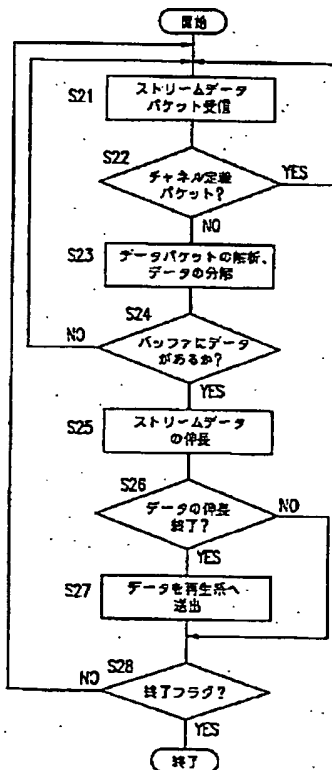 開始
S21
ストリームデータ
パケット受信
S22
チャネル定義
パケット?
YES
NO
S23
データパケットの解析、
データの分解
S24
NO
バッファにデータ
があるか?
YES
S25
ストリームデータ
の伸長
S26
データの伸長
終了?
NO
YES
S27
データを再生系へ
送出
S28
NO
終了フラグ?
YES
終了